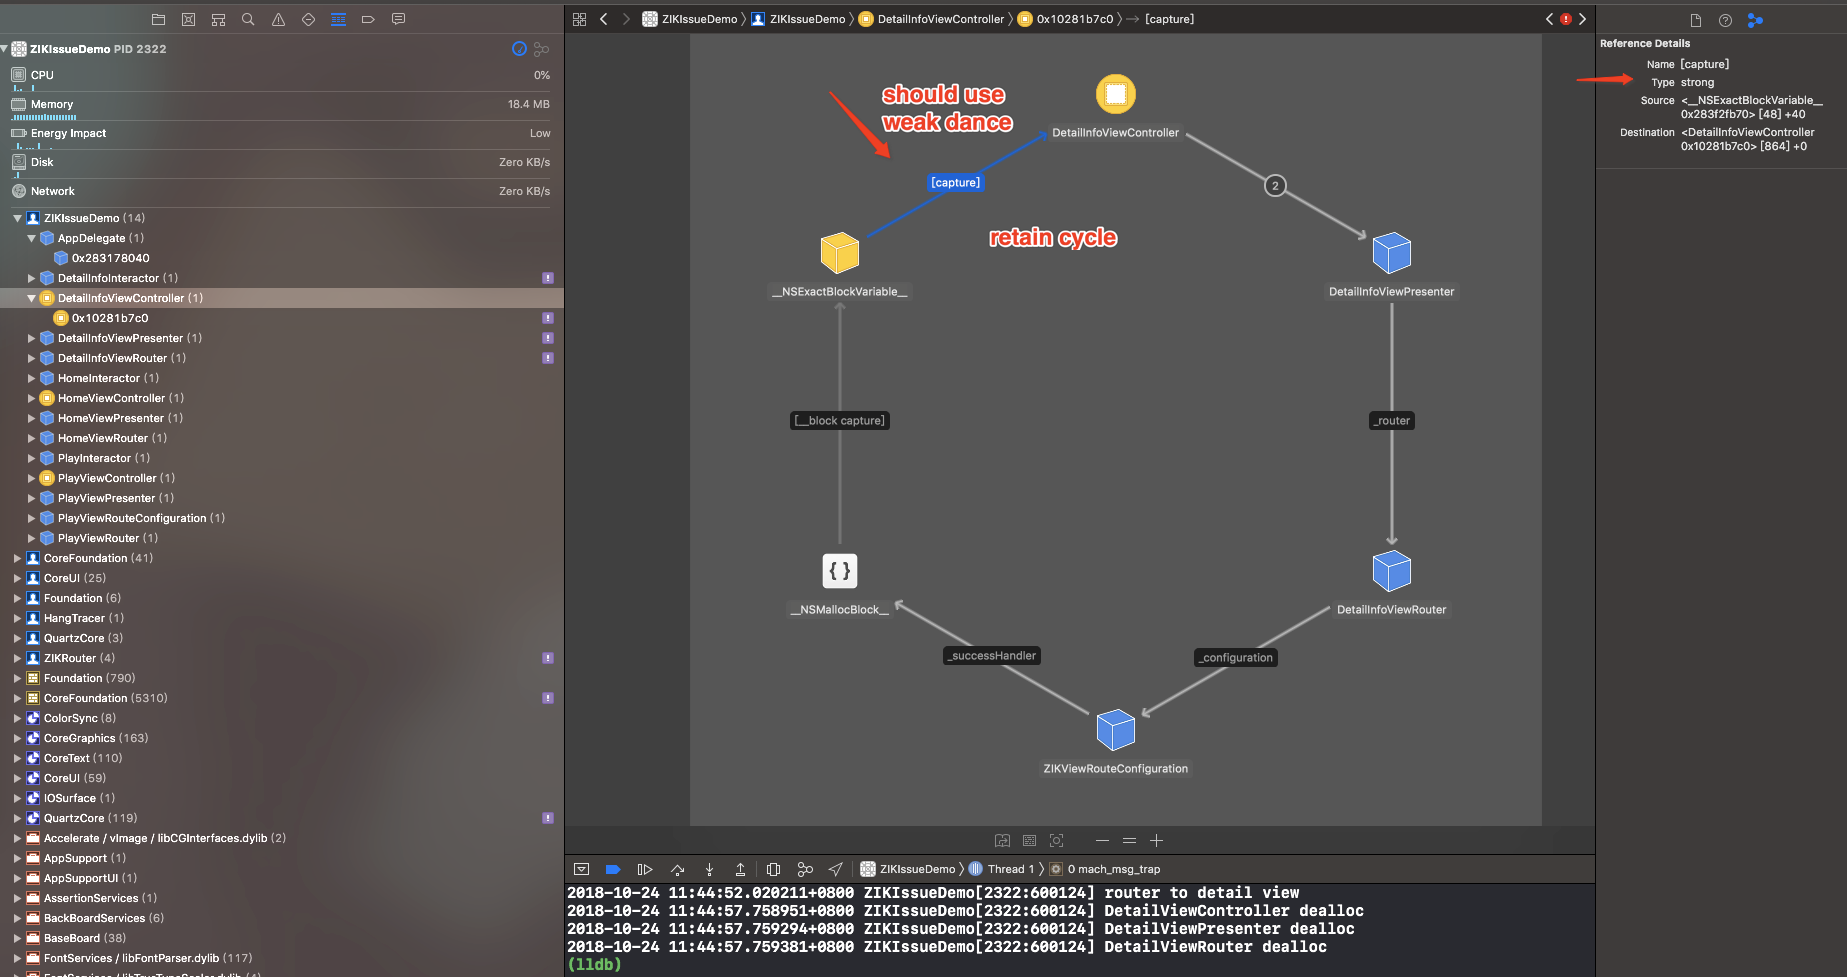 ZIKIssueDemo PID 2322
CPU 0%
Memory 18.4 MB
Energy Impact Low
Disk Zero KB/s
Network Zero KB/s
ZIKIssueDemo (14)
AppDelegate (1)
0x283178040
DetailInfoInteractor (1)
DetailInfoViewController (1)
0x10281b7c0
DetailInfoViewPresenter (1)
DetailInfoViewRouter (1)
HomeInteractor (1)
HomeViewController (1)
HomeViewPresenter (1)
HomeViewRouter (1)
PlayInteractor (1)
PlayViewController (1)
PlayViewPresenter (1)
PlayViewRouteConfiguration (1)
PlayViewRouter (1)
CoreFoundation (41)
CoreUI (25)
Foundation (6)
HangTracer (1)
QuartzCore (3)
ZIKRouter (4)
Foundation (790)
CoreFoundation (5310)
ColorSync (8)
CoreGraphics (163)
CoreText (110)
CoreUI (59)
IOSurface (1)
QuartzCore (119)
Accelerate / vImage / libCGInterfaces.dylib (2)
AppSupport (1)
AppSupportUI (1)
AssertionServices (1)
BackBoardServices (6)
BaseBoard (38)
FontServices / libFontParser.dylib (117)
ZIKIssueDemo ZIKIssueDemo DetailInfoViewController 0x10281b7c0 [capture]
should use
weak dance
DetailInfoViewController
[capture]
2
retain cycle
__NSExactBlockVariable__
DetailInfoViewPresenter
[__block capture]
_router
__NSMallocBlock__
DetailInfoViewRouter
_successHandler
_configuration
ZIKViewRouteConfiguration
ZIKIssueDemo Thread 1 0 mach_msg_trap
2018-10-24 11:44:52.020211+0800 ZIKIssueDemo[2322:600124] router to detail view
2018-10-24 11:44:57.758951+0800 ZIKIssueDemo[2322:600124] DetailViewController dealloc
2018-10-24 11:44:57.759294+0800 ZIKIssueDemo[2322:600124] DetailViewPresenter dealloc
2018-10-24 11:44:57.759381+0800 ZIKIssueDemo[2322:600124] DetailViewRouter dealloc
(lldb)
Reference Details
Name [capture]
Type strong
Source <__NSExactBlockVariable__
0x283f2fb70> [48] +40
Destination <DetailInfoViewController
0x10281b7c0> [864] +0